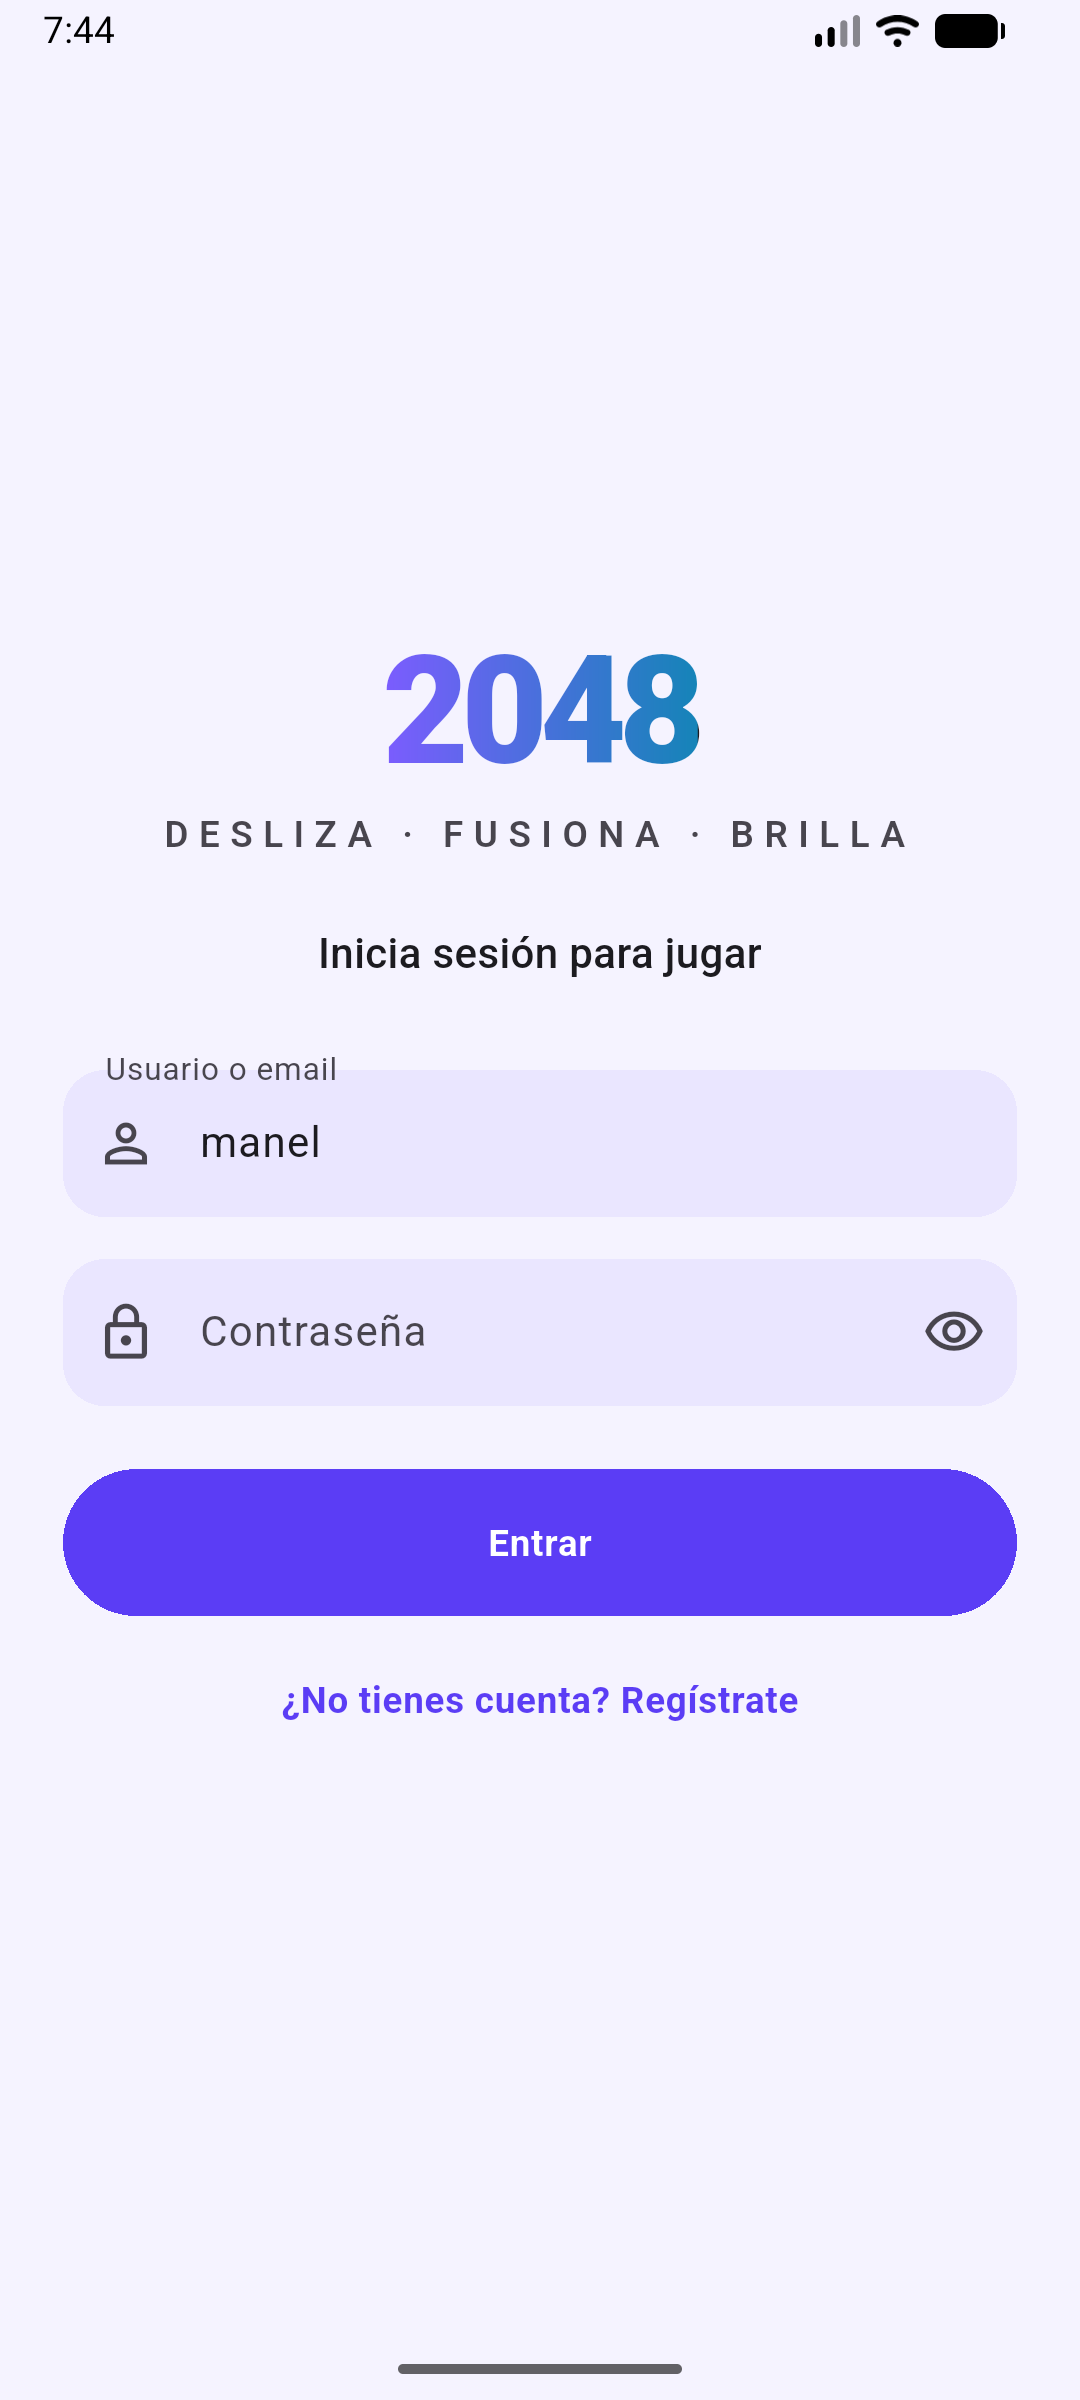 7:44
2048
DESLIZA · FUSIONA · BRILLA
Inicia sesión para jugar
Usuario o email
manel
Contraseña
Entrar
¿No tienes cuenta? Regístrate